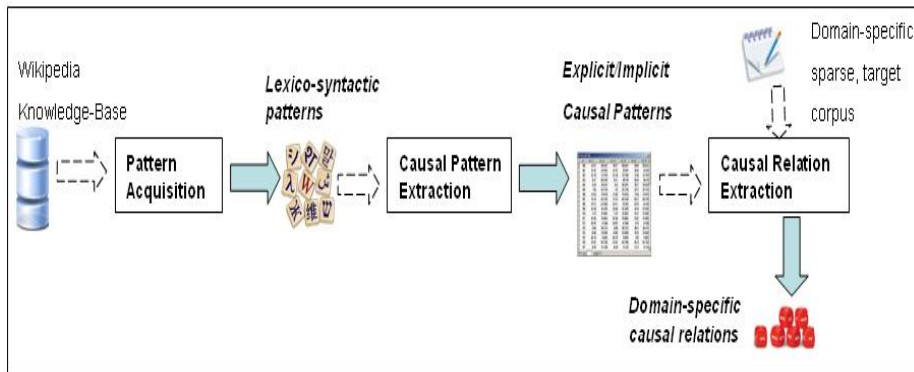 Wikipedia
Knowledge-Base
Pattern
Acquisition
Lexico-syntactic
patterns
Causal Pattern
Extraction
Explicit/Implicit
Causal Patterns
Domain-specific
sparse, target
corpus
Causal Relation
Extraction
Domain-specific
causal relations